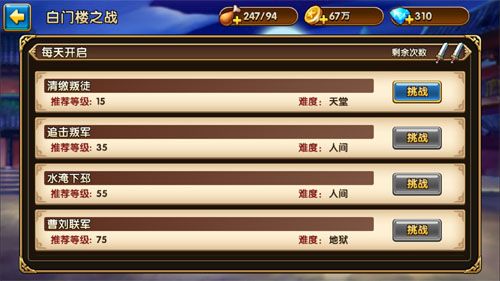 白门楼之战 247/94 67万 310
每天开启 剩余次数
清缴叛徒
推荐等级: 15 难度: 天堂 挑战
追击叛军
推荐等级: 35 难度: 人间 挑战
水淹下邳
推荐等级: 55 难度: 人间 挑战
曹刘联军
推荐等级: 75 难度: 地狱 挑战